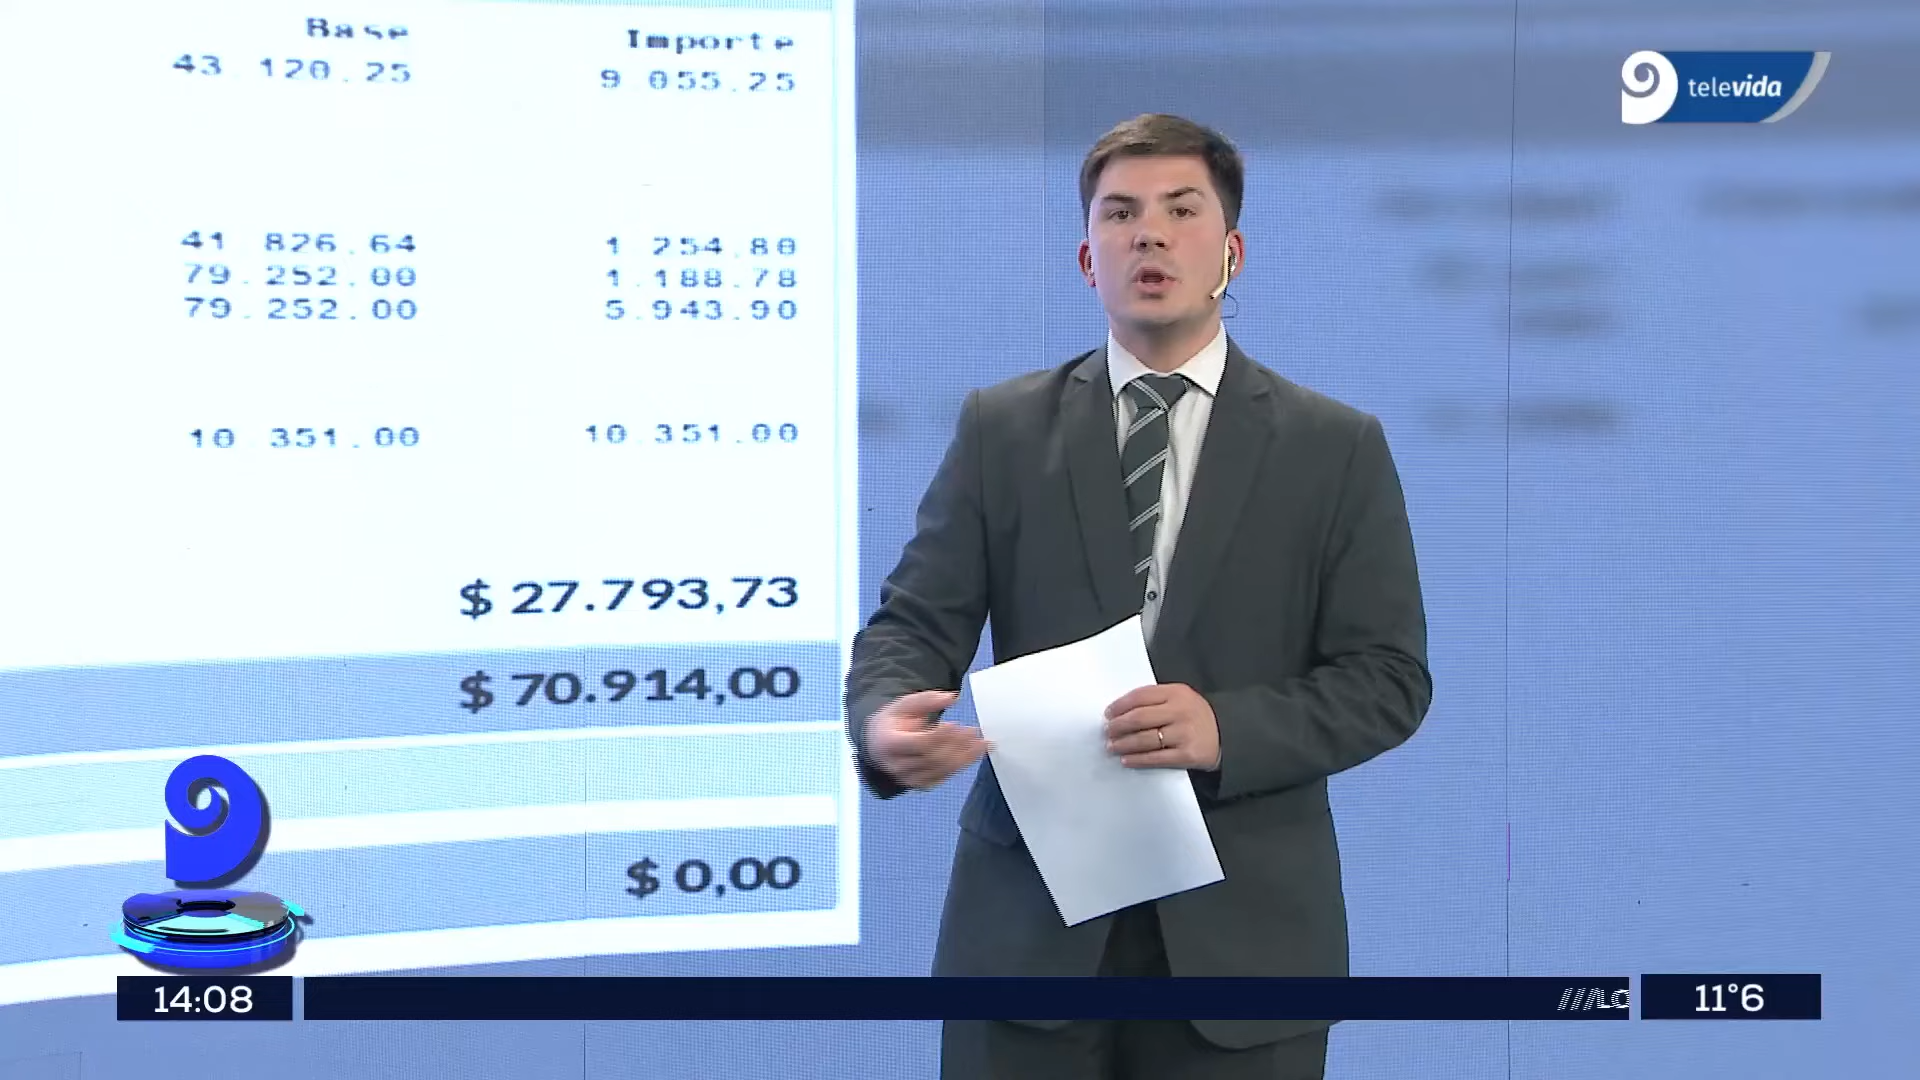 Base Importe
43 120.25 9 055.25
televida
41 826.64 1 254.80
79.252.00 1.188.78
79.252.00 5.943.90
10 351.00 10 351.00
$ 27.793,73
$ 70.914,00
$ 0,00
14:08 ///LO 11°6